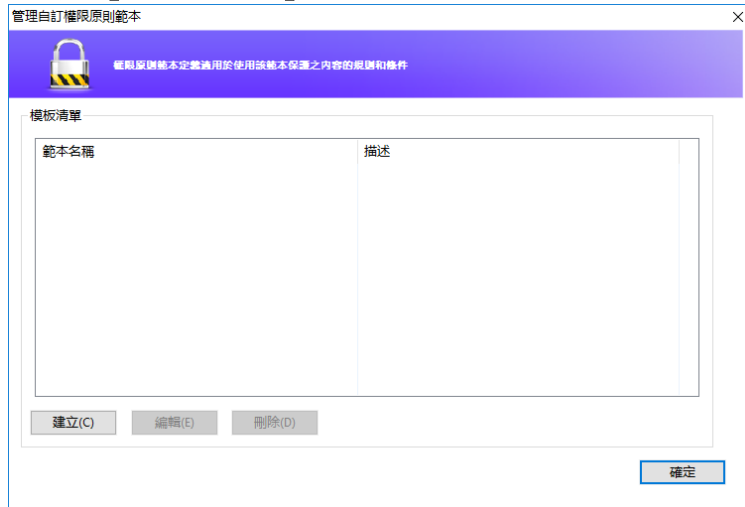 管理自訂權限原則範本
權限原則範本定義適用於使用該範本保護之內容的規則和條件
模板清單
範本名稱 描述
建立(C) 編輯(E) 刪除(D)
確定